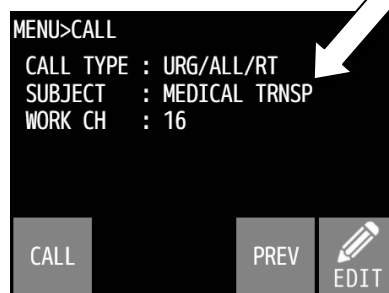 MENU>CALL
CALL TYPE : URG/ALL/RT
SUBJECT : MEDICAL TRNSP
WORK CH : 16
CALL PREV EDIT